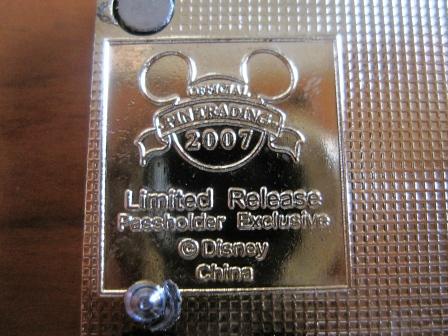 OFFICIAL
PIN TRADING
2007
Limited Release
Passholder Exclusive
© Disney
China